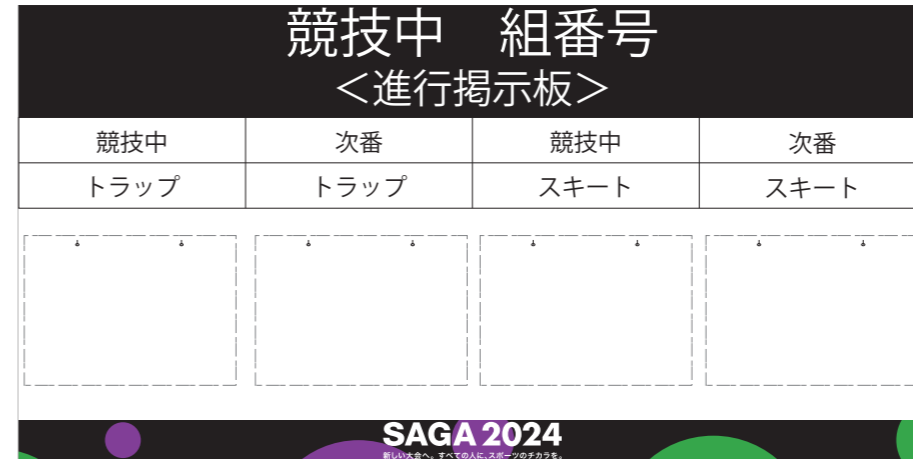 競技中　組番号
＜進行掲示板＞
競技中 次番 競技中 次番
トラップ トラップ スキート スキート
SAGA 2024
新しい大会へ。すべての人に、スポーツのチカラを。